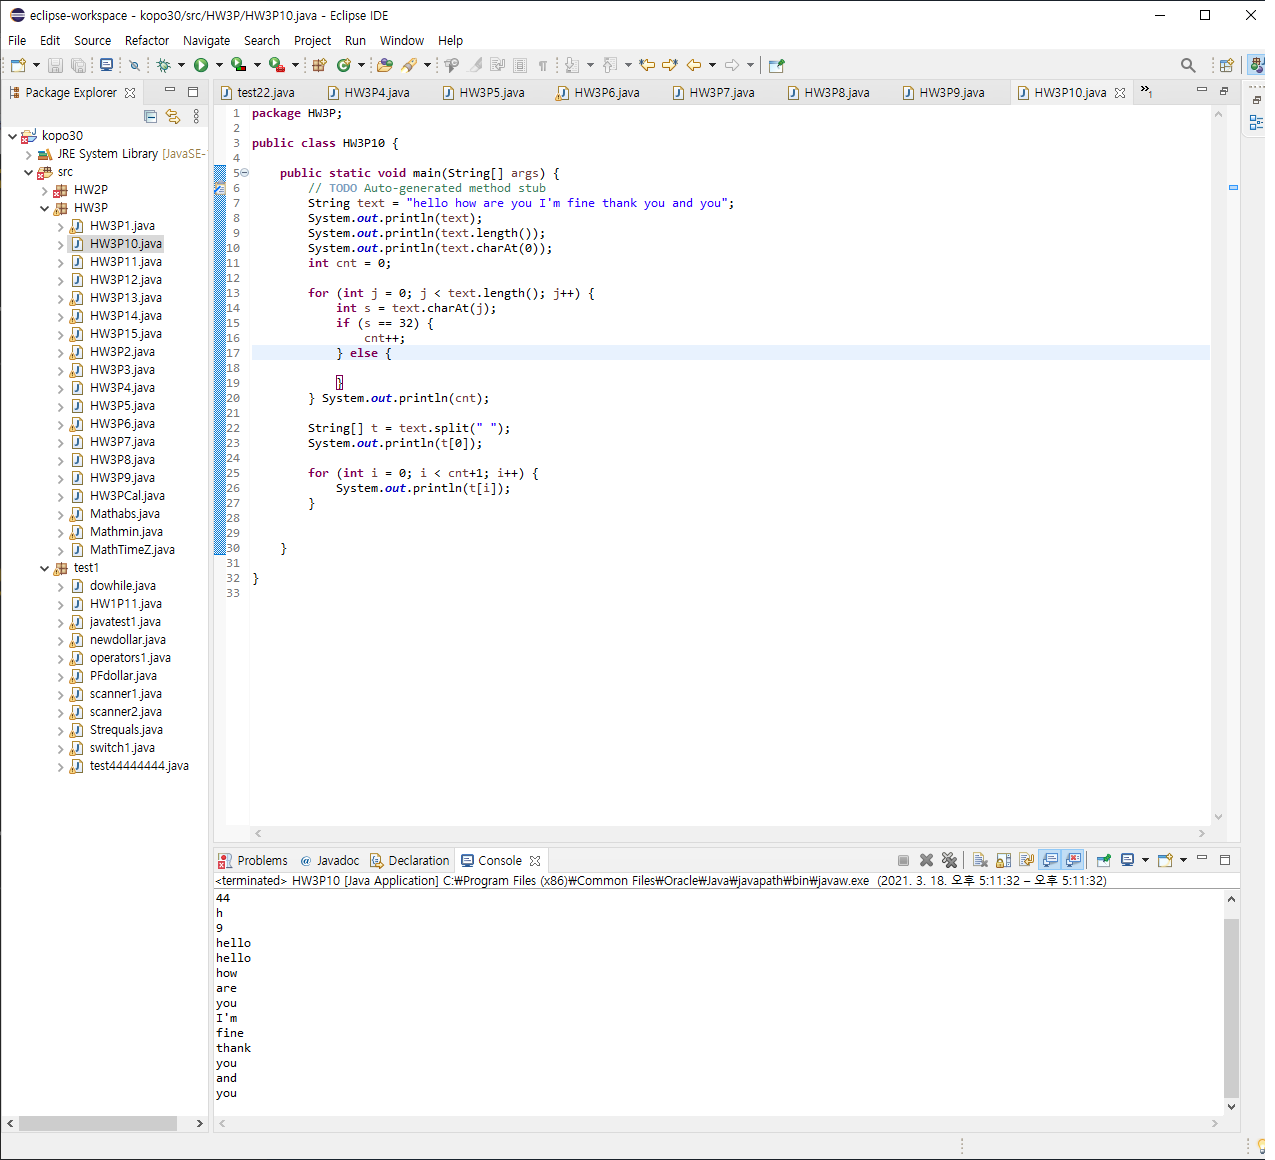 eclipse-workspace - kopo30/src/HW3P/HW3P10.java - Eclipse IDE
File Edit Source Refactor Navigate Search Project Run Window Help
Package Explorer
kopo30
JRE System Library [JavaSE-
src
HW2P
HW3P
HW3P1.java
HW3P10.java
HW3P11.java
HW3P12.java
HW3P13.java
HW3P14.java
HW3P15.java
HW3P2.java
HW3P3.java
HW3P4.java
HW3P5.java
HW3P6.java
HW3P7.java
HW3P8.java
HW3P9.java
HW3PCal.java
Mathabs.java
Mathmin.java
MathTimeZ.java
test1
dowhile.java
HW1P11.java
javatest1.java
newdollar.java
operators1.java
PFdollar.java
scanner1.java
scanner2.java
Strequals.java
switch1.java
test44444444.java
test22.java HW3P4.java HW3P5.java HW3P6.java HW3P7.java HW3P8.java HW3P9.java HW3P10.java »1
1 package HW3P;
2
3 public class HW3P10 {
4
5 public static void main(String[] args) {
6 // TODO Auto-generated method stub
7 String text = "hello how are you I'm fine thank you and you";
8 System.out.println(text);
9 System.out.println(text.length());
10 System.out.println(text.charAt(0));
11 int cnt = 0;
12
13 for (int j = 0; j < text.length(); j++) {
14 int s = text.charAt(j);
15 if (s == 32) {
16 cnt++;
17 } else {
18
19 }
20 } System.out.println(cnt);
21
22 String[] t = text.split(" ");
23 System.out.println(t[0]);
24
25 for (int i = 0; i < cnt+1; i++) {
26 System.out.println(t[i]);
27 }
28
29
30 }
31
32 }
33
Problems @ Javadoc Declaration Console
<terminated> HW3P10 [Java Application] C:₩Program Files (x86)₩Common Files₩Oracle₩Java₩javapath₩bin₩javaw.exe (2021. 3. 18. 오후 5:11:32 – 오후 5:11:32)
44
h
9
hello
hello
how
are
you
I'm
fine
thank
you
and
you